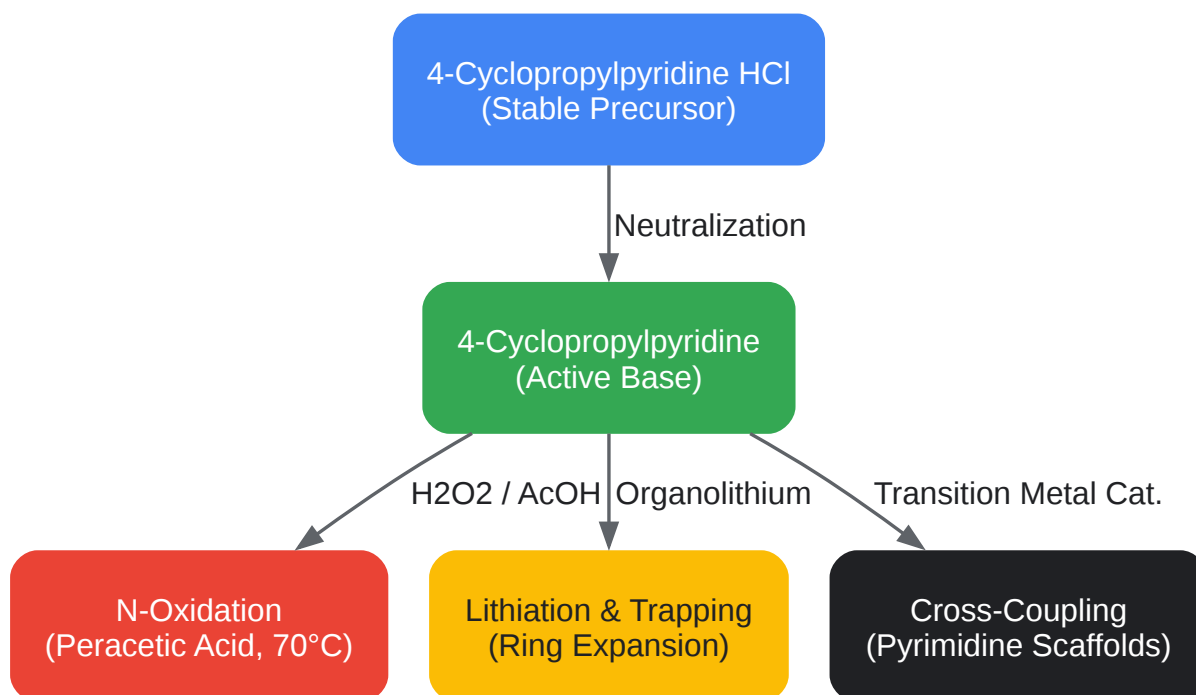 4-Cyclopropylpyridine HCl
(Stable Precursor)
Neutralization
4-Cyclopropylpyridine
(Active Base)
H2O2 / AcOH
Organolithium
Transition Metal Cat.
N-Oxidation
(Peracetic Acid, 70°C)
Lithiation & Trapping
(Ring Expansion)
Cross-Coupling
(Pyrimidine Scaffolds)